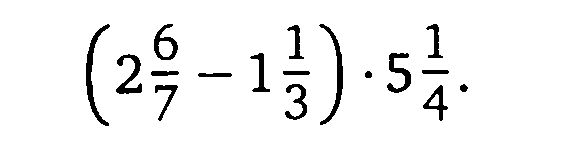 (2 6/7 − 1 1/3) · 5 1/4.